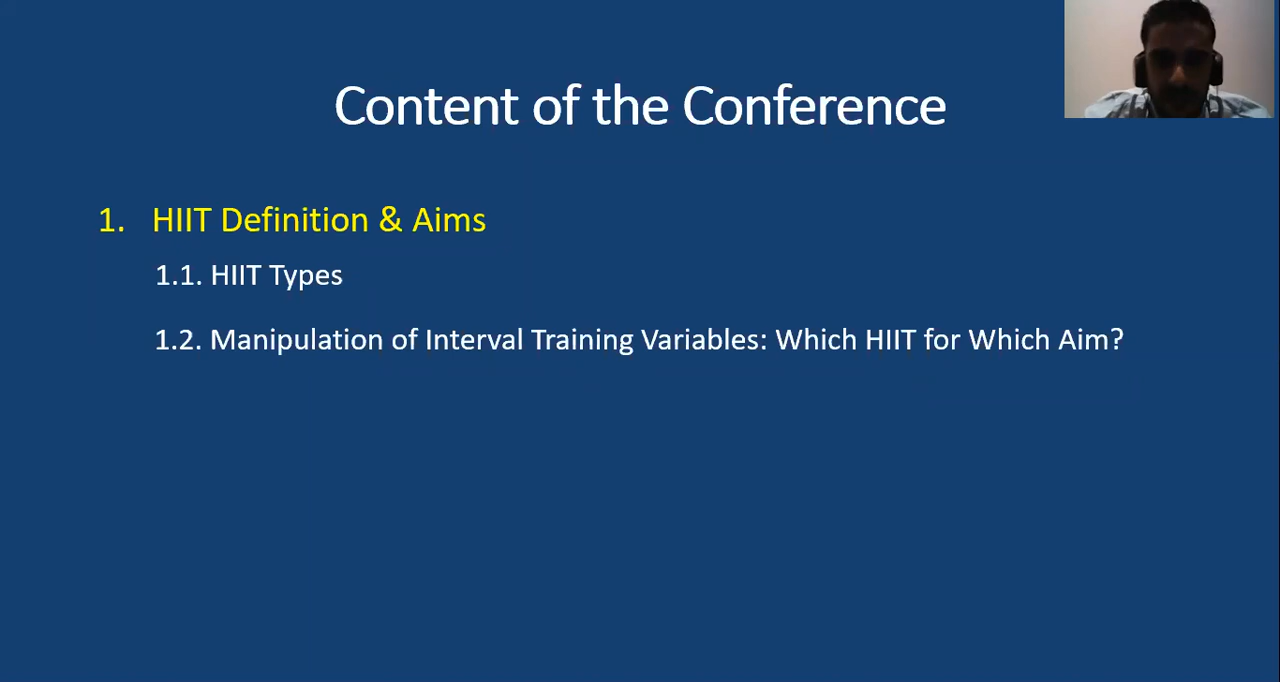 Content of the Conference
1. HIIT Definition & Aims
1.1. HIIT Types
1.2. Manipulation of Interval Training Variables: Which HIIT for Which Aim?